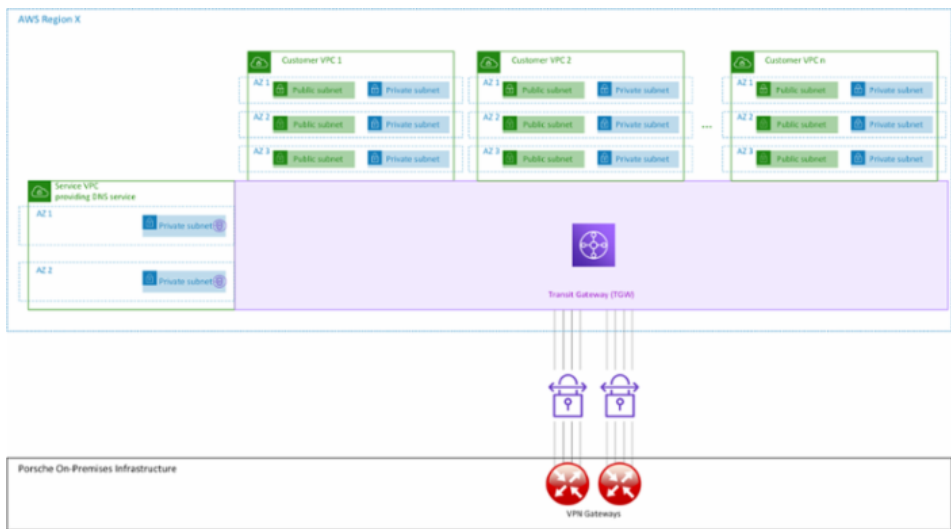 AWS Region X
Customer VPC 1
AZ 1
Public subnet
Private subnet
AZ 2
Public subnet
Private subnet
AZ 3
Public subnet
Private subnet
Customer VPC 2
AZ 1
Public subnet
Private subnet
AZ 2
Public subnet
Private subnet
AZ 3
Public subnet
Private subnet
...
Customer VPC n
AZ 1
Public subnet
Private subnet
AZ 2
Public subnet
Private subnet
AZ 3
Public subnet
Private subnet
Service VPC
providing DNS service
AZ 1
Private subnet
AZ 2
Private subnet
Transit Gateway (TGW)
Porsche On-Premises Infrastructure
VPN Gateways